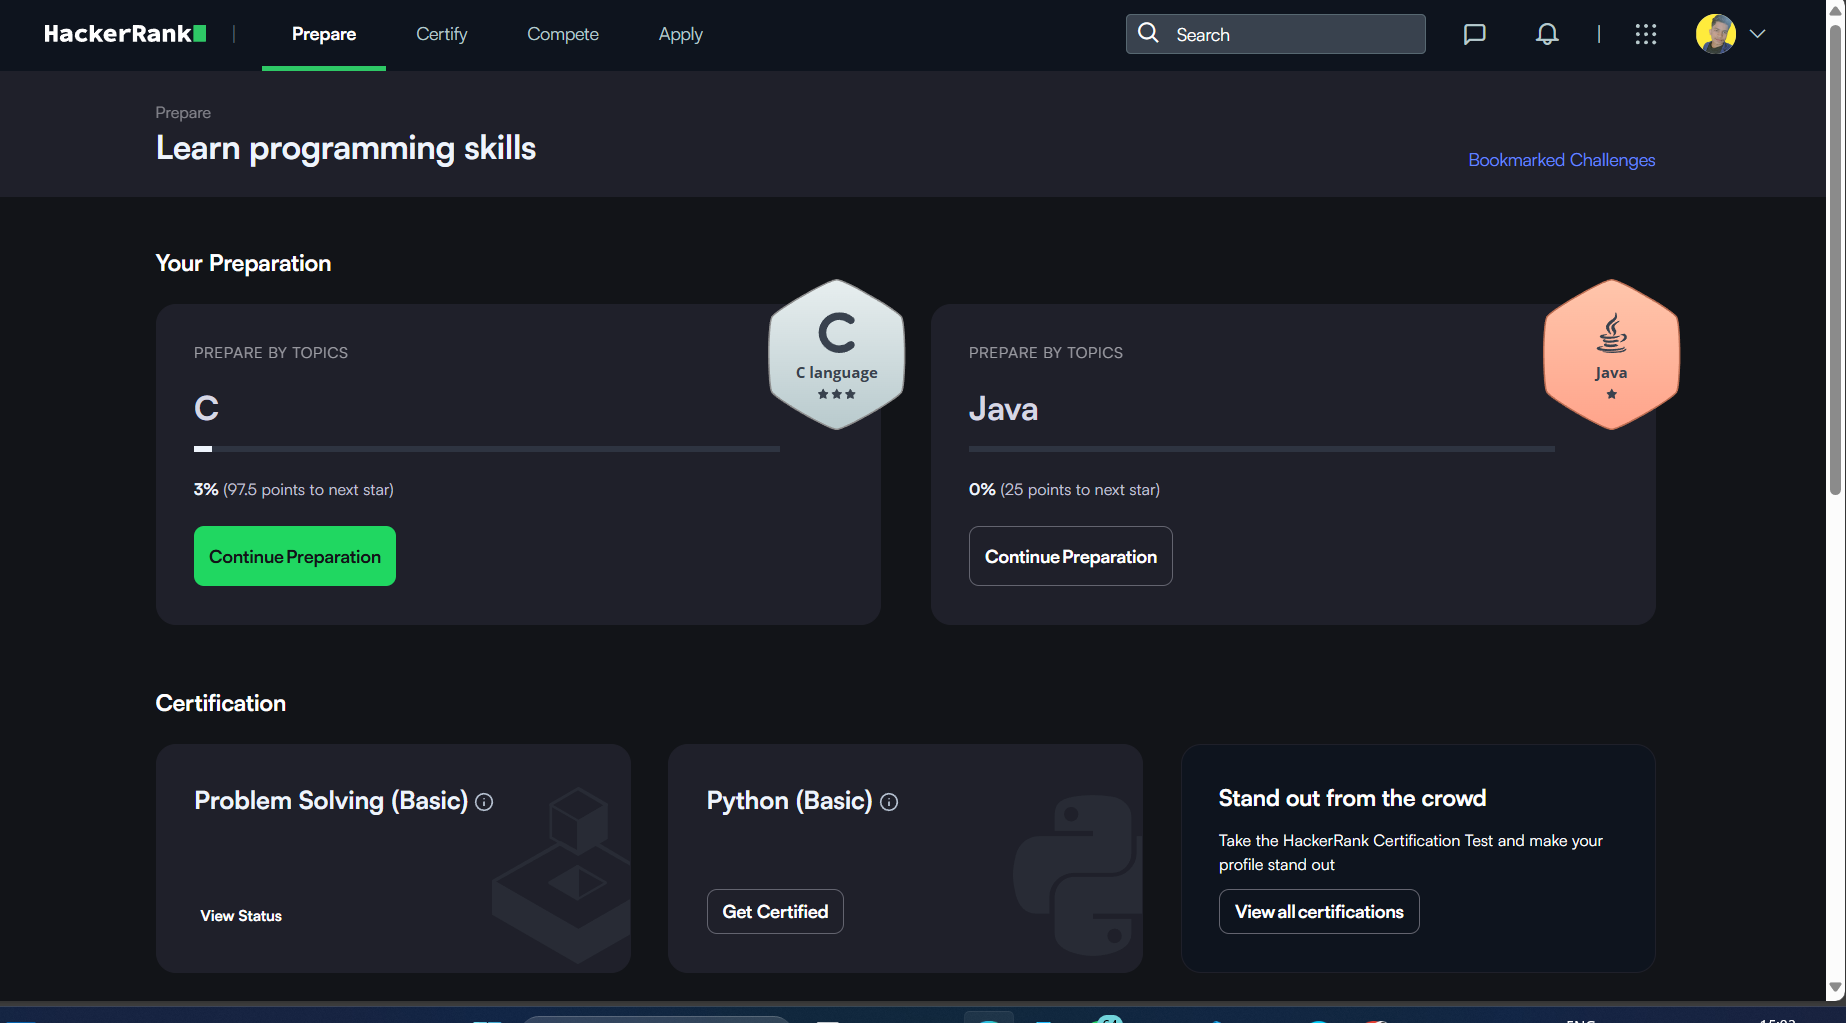 HackerRank
Prepare
Certify
Compete
Apply
Search
Prepare
Learn programming skills
Bookmarked Challenges
Your Preparation
PREPARE BY TOPICS
C
3% (97.5 points to next star)
Continue Preparation
C
C language
PREPARE BY TOPICS
Java
0% (25 points to next star)
Continue Preparation
Java
Certification
Problem Solving (Basic)
View Status
Python (Basic)
Get Certified
Stand out from the crowd
Take the HackerRank Certification Test and make your
profile stand out
View all certifications